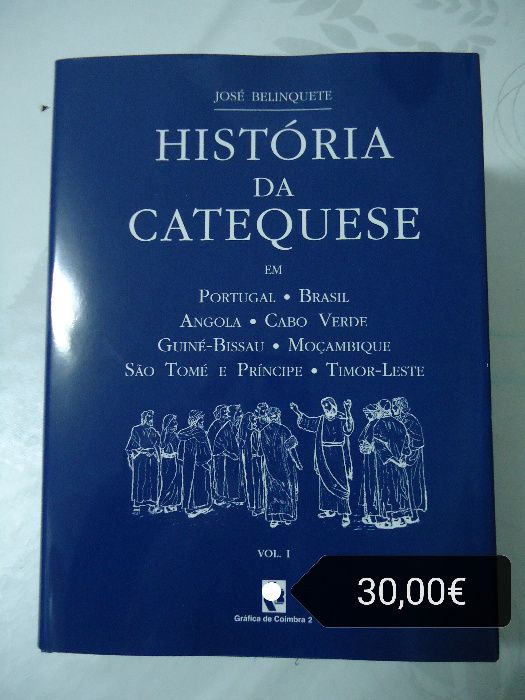 JOSÉ BELINQUETE
HISTÓRIA
DA
CATEQUESE
EM
PORTUGAL • BRASIL
ANGOLA • CABO VERDE
GUINÉ-BISSAU • MOÇAMBIQUE
SÃO TOMÉ E PRÍNCIPE • TIMOR-LESTE
VOL. I
30,00€
Gráfica de Coimbra 2